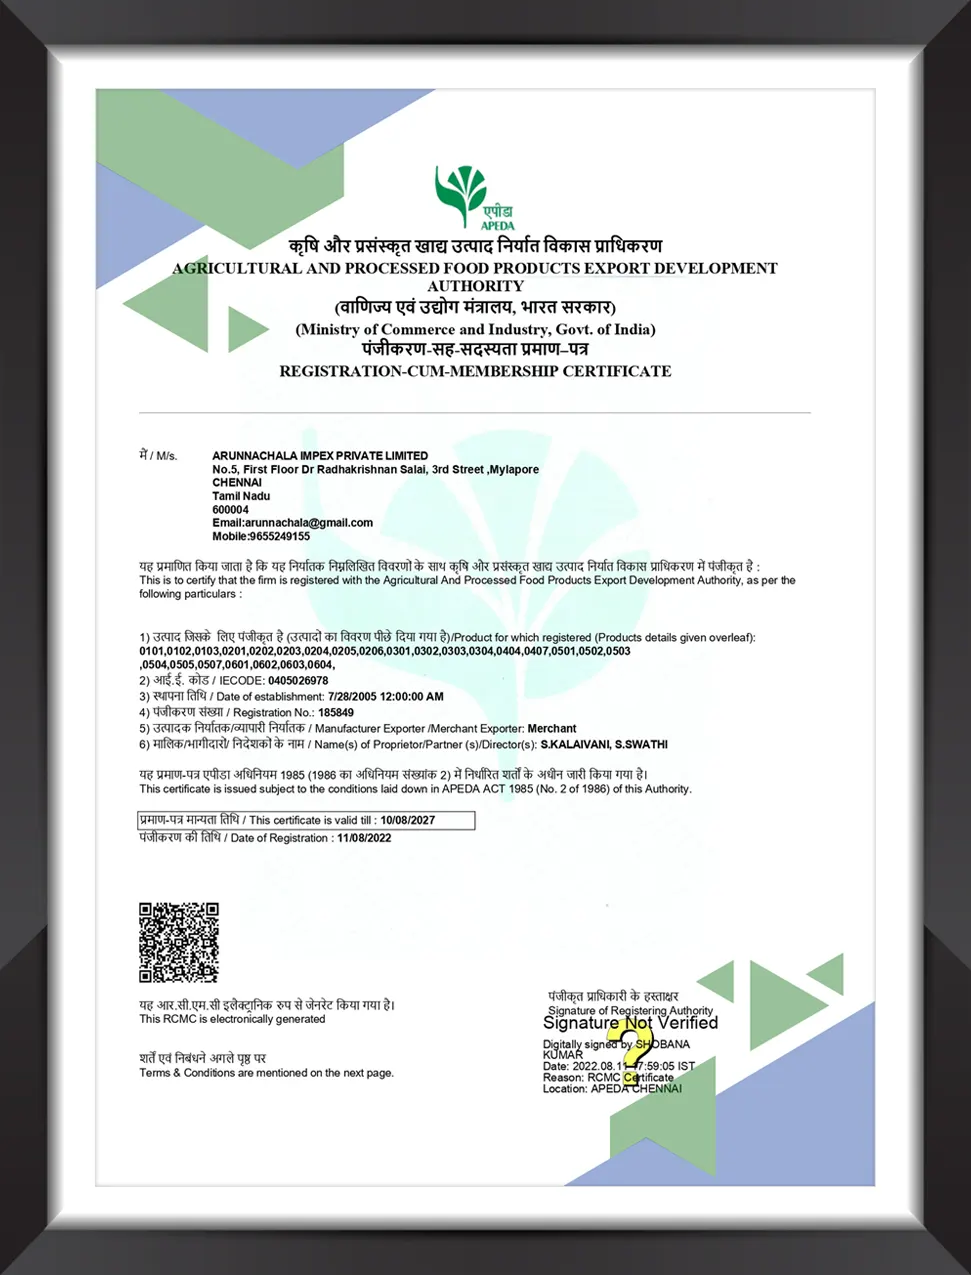 एपीडा
APEDA
कृषि और प्रसंस्कृत खाद्य उत्पाद निर्यात विकास प्राधिकरण
AGRICULTURAL AND PROCESSED FOOD PRODUCTS EXPORT DEVELOPMENT
AUTHORITY
(वाणिज्य एवं उद्योग मंत्रालय, भारत सरकार)
(Ministry of Commerce and Industry, Govt. of India)
पंजीकरण-सह-सदस्यता प्रमाण–पत्र
REGISTRATION-CUM-MEMBERSHIP CERTIFICATE
में / M/s. ARUNNACHALA IMPEX PRIVATE LIMITED
No.5, First Floor Dr Radhakrishnan Salai, 3rd Street ,Mylapore
CHENNAI
Tamil Nadu
600004
Email:arunnachala@gmail.com
Mobile:9655249155
यह प्रमाणित किया जाता है कि यह निर्यातक निम्नलिखित विवरणों के साथ कृषि और प्रसंस्कृत खाद्य उत्पाद निर्यात विकास प्राधिकरण में पंजीकृत है :
This is to certify that the firm is registered with the Agricultural And Processed Food Products Export Development Authority, as per the
following particulars :
1) उत्पाद जिसके लिए पंजीकृत है (उत्पादों का विवरण पीछे दिया गया है)/Product for which registered (Products details given overleaf):
0101,0102,0103,0201,0202,0203,0204,0205,0206,0301,0302,0303,0304,0404,0407,0501,0502,0503
,0504,0505,0507,0601,0602,0603,0604,
2) आई.ई. कोड / IECODE: 0405026978
3) स्थापना तिथि / Date of establishment: 7/28/2005 12:00:00 AM
4) पंजीकरण संख्या / Registration No.: 185849
5) उत्पादक निर्यातक/व्यापारी निर्यातक / Manufacturer Exporter /Merchant Exporter: Merchant
6) मालिक/भागीदारों/ निदेशकों के नाम / Name(s) of Proprietor/Partner (s)/Director(s): S.KALAIVANI, S.SWATHI
यह प्रमाण-पत्र एपीडा अधिनियम 1985 (1986 का अधिनियम संख्यांक 2) में निर्धारित शर्तों के अधीन जारी किया गया है।
This certificate is issued subject to the conditions laid down in APEDA ACT 1985 (No. 2 of 1986) of this Authority.
प्रमाण-पत्र मान्यता तिथि / This certificate is valid till : 10/08/2027
पंजीकरण की तिथि / Date of Registration : 11/08/2022
यह आर.सी.एम.सी इलैक्ट्रानिक रुप से जेनरेट किया गया है।
This RCMC is electronically generated
शर्तें एवं निबंधने अगले पृष्ठ पर
Terms & Conditions are mentioned on the next page.
पंजीकृत प्राधिकारी के हस्ताक्षर
Signature of Registering Authority
Signature Not Verified
Digitally signed by SHOBANA
KUMAR
Date: 2022.08.11 17:59:05 IST
Reason: RCMC Certificate
Location: APEDA CHENNAI